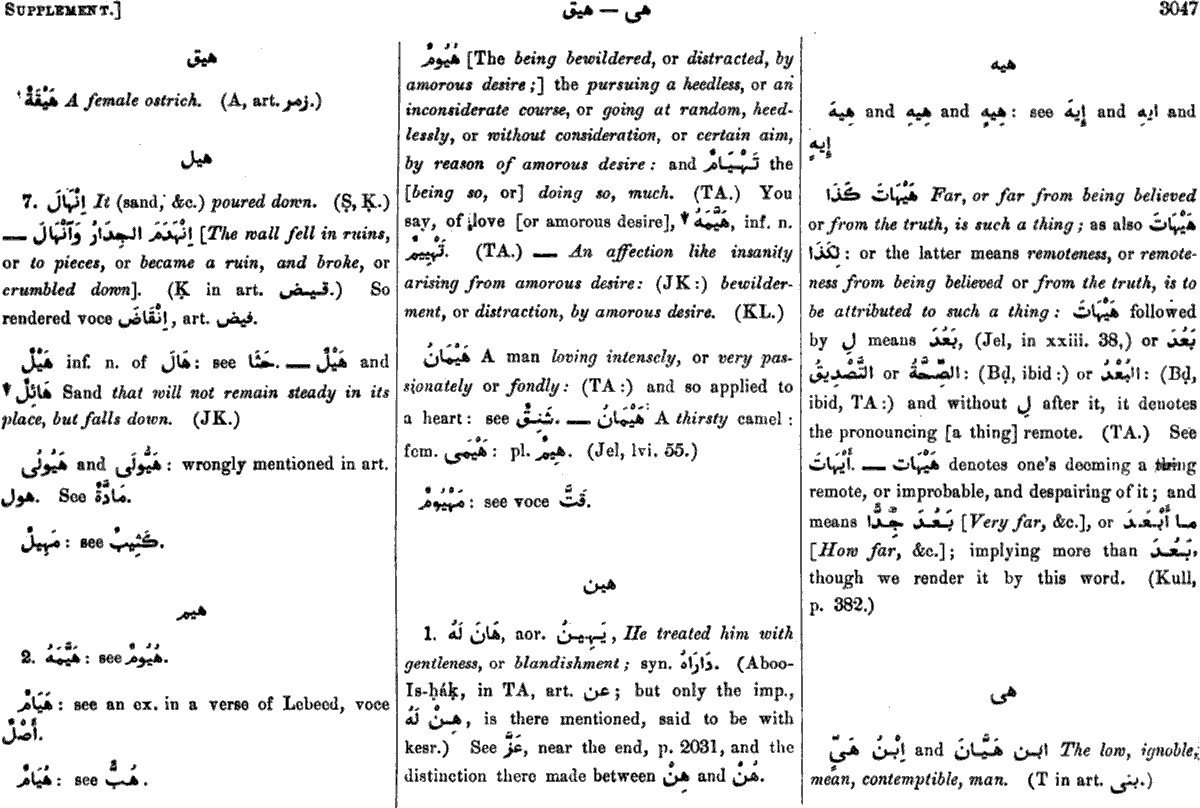 SUPPLEMENT.]
هى — هيق
3047
هيق
هَيْقَةٌ A female ostrich. (A, art. زمر.)
هيل
7. اِنْهَالَ It (sand, &c.) poured down. (Ṣ, Ḳ.)
— اِنْهَدَمَ الجِدَارُ وَٱنْهَالَ [The wall fell in ruins,
or to pieces, or became a ruin, and broke, or
crumbled down]. (Ḳ in art. قيض.) So
rendered voce اِنْقَاضَ, art. فيض.
هَيْلٌ inf. n. of هَالَ: see حَثَا. — هَيْلٌ and
هَائِلٌ Sand that will not remain steady in its
place, but falls down. (JK.)
هَيُولَى and هَيُّولَى: wrongly mentioned in art.
هول. See مَادَّةٌ.
مَهِيلٌ: see كَثِيبٌ.
هيم
2. هَيَّمَهُ: see هُيُومٌ.
هَيَامٌ: see an ex. in a verse of Lebeed, voce
أَصْلٌ.
هُيَامٌ: see هُبٌّ.
هُيُومٌ [The being bewildered, or distracted, by
amorous desire;] the pursuing a heedless, or an
inconsiderate course, or going at random, heed-
lessly, or without consideration, or certain aim,
by reason of amorous desire: and تَهْيَامٌ the
[being so, or] doing so, much. (TA.) You
say, of love [or amorous desire], هَيَّمَهُ, inf. n.
تَهْيِيمٌ. (TA.) — An affection like insanity
arising from amorous desire: (JK:) bewilder-
ment, or distraction, by amorous desire. (KL.)
هَيْمَانُ A man loving intensely, or very pas-
sionately or fondly: (TA:) and so applied to
a heart: see شَنِقٌ. — هَيْمَانُ A thirsty camel:
fem. هَيْمَى: pl. هِيمٌ. (Jel, lvi. 55.)
مَهْيُومٌ: see voce قَتَّ.
هين
1. هَانَ لَهُ, aor. يَهِينُ, He treated him with
gentleness, or blandishment; syn. دَارَاهُ. (Aboo-
Is-ḥáḳ, in TA, art. عن; but only the imp.,
هِنْ لَهُ, is there mentioned, said to be with
kesr.) See عَزَّ, near the end, p. 2031, and the
distinction there made between هِنْ and هُنْ.
هيه
هِيهَ and هِيهِ and هِيهٍ: see إِيهَ and ايهِ and
إِيهٍ
هَيْهَاتَ كَذَا Far, or far from being believed
or from the truth, is such a thing; as also هَيْهَاتَ
لِكَذَا: or the latter means remoteness, or remote-
ness from being believed or from the truth, is to
be attributed to such a thing: هَيْهَاتَ followed
by لِ means بَعُدَ, (Jel, in xxiii. 38,) or بَعُدَ
التَّصْدِيقُ or الصِّحَّةُ: (Bḍ, ibid:) or البُعْدُ: (Bḍ,
ibid, TA:) and without لِ after it, it denotes
the pronouncing [a thing] remote. (TA.) See
أَيْهَاتَ. — هَيْهَات denotes one's deeming a thing
remote, or improbable, and despairing of it; and
means بَعُدَ جِدًّا [Very far, &c.], or ما أَبْعَدَ
[How far, &c.]; implying more than بَعُدَ,
though we render it by this word. (Kull,
p. 382.)
هى
اِبْنُ هَىٍّ and ابن هَيَّانَ The low, ignoble,
mean, contemptible, man. (T in art. بنى.)